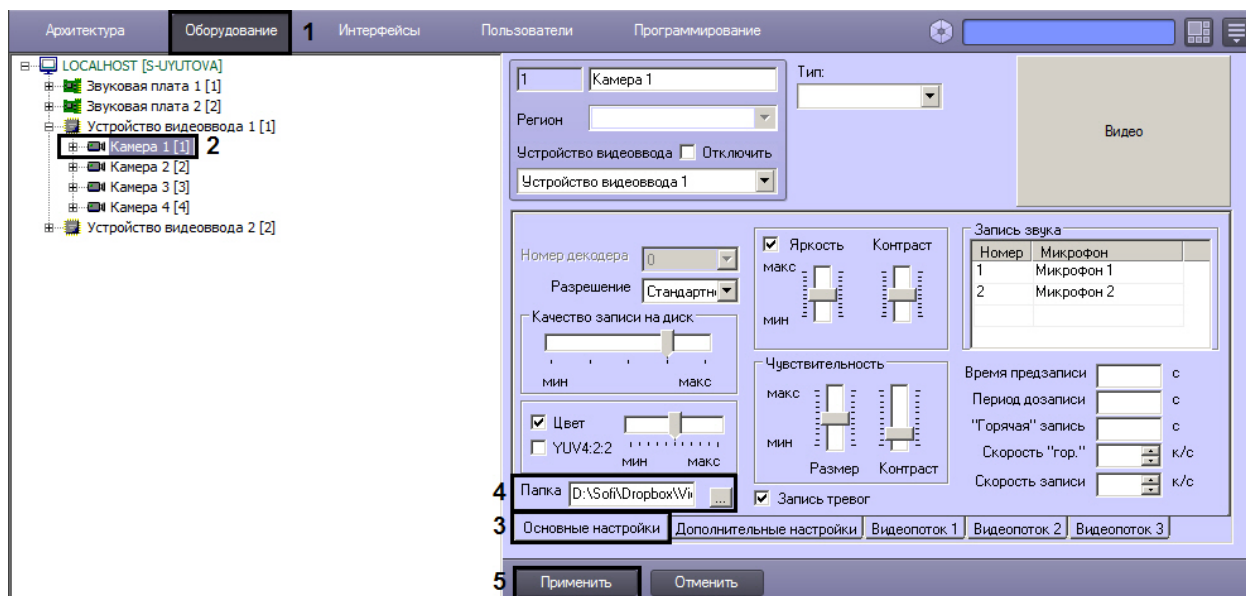 Архитектура Оборудование 1 Интерфейсы Пользователи Программирование
LOCALHOST [S-UYUTOVA]
Звуковая плата 1 [1]
Звуковая плата 2 [2]
Устройство видеоввода 1 [1]
Камера 1 [1] 2
Камера 2 [2]
Камера 3 [3]
Камера 4 [4]
Устройство видеоввода 2 [2]
1 Камера 1
Регион
Устройство видеоввода Отключить
Устройство видеоввода 1
Тип:
Видео
Номер декодера 0
Разрешение Стандартн
Качество записи на диск
мин макс
Цвет
YUV4:2:2
мин макс
4 Папка D:\Sofi\Dropbox\Vi ...
Яркость Контраст
макс
мин
Чувствительность
макс
мин
Размер Контраст
Запись тревог
Запись звука
Номер Микрофон
1 Микрофон 1
2 Микрофон 2
Время предзаписи с
Период дозаписи с
"Горячая" запись с
Скорость "гор." к/с
Скорость записи к/с
3 Основные настройки Дополнительные настройки Видеопоток 1 Видеопоток 2 Видеопоток 3
5 Применить Отменить